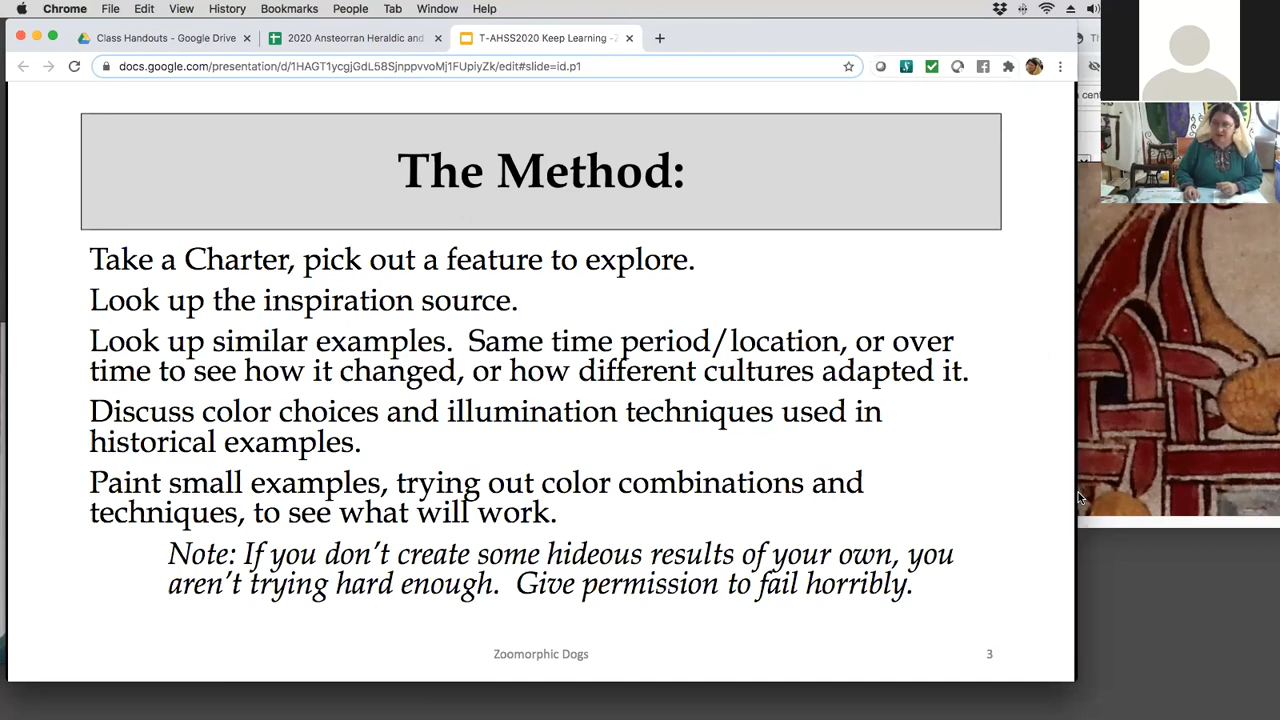 Chrome File Edit View History Bookmarks People Tab Window Help
Class Handouts - Google Drive
2020 Ansteorran Heraldic and
T-AHSS2020 Keep Learning -
docs.google.com/presentation/d/1HAGT1ycgjGdL58SjnppvvoMj1FUpiyZk/edit#slide=id.p1
The Method:
Take a Charter, pick out a feature to explore.
Look up the inspiration source.
Look up similar examples.  Same time period/location, or over
time to see how it changed, or how different cultures adapted it.
Discuss color choices and illumination techniques used in
historical examples.
Paint small examples, trying out color combinations and
techniques, to see what will work.
Note: If you don’t create some hideous results of your own, you
aren’t trying hard enough.  Give permission to fail horribly.
Zoomorphic Dogs
3